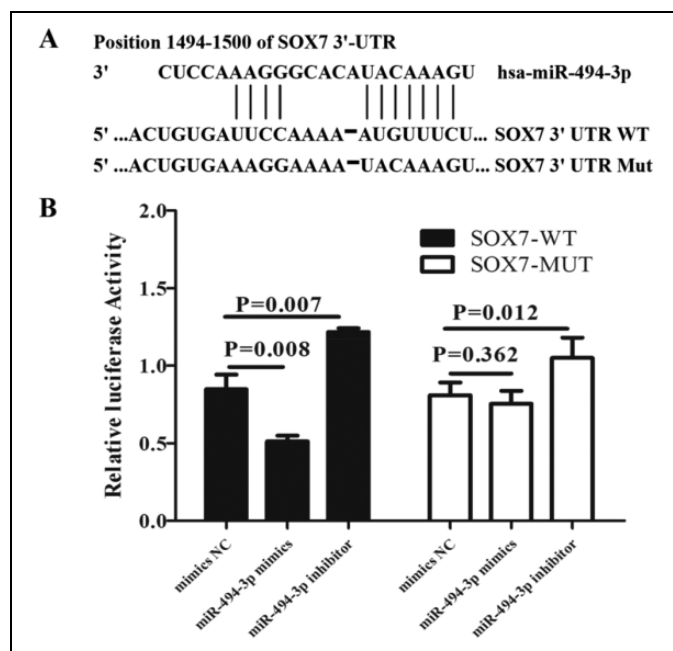 A Position 1494-1500 of SOX7 3'-UTR
3' CUCCAAAGGGCACAUACAAAGU hsa-miR-494-3p
5' ...ACUGUGAUUCCAAAA-AUGUUUCU... SOX7 3' UTR WT
5' ...ACUGUGAAAGGAAAA-UACAAAGU... SOX7 3' UTR Mut
B
Relative luciferase Activity
2.0
1.5
1.0
0.5
0.0
SOX7-WT
SOX7-MUT
P=0.007
P=0.008
P=0.012
P=0.362
mimics NC
miR-494-3p mimics
miR-494-3p inhibitor
mimics NC
miR-494-3p mimics
miR-494-3p inhibitor